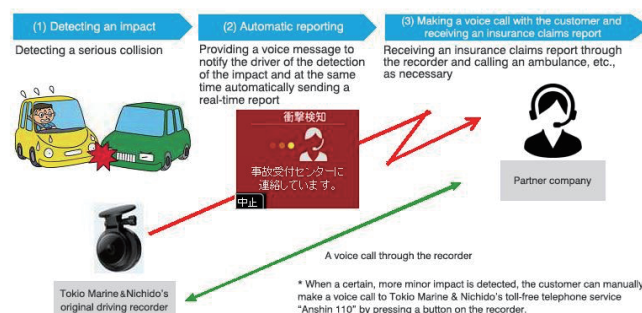 (1) Detecting an impact
Detecting a serious collision
(2) Automatic reporting
Providing a voice message to
notify the driver of the detection
of the impact and at the same
time automatically sending a
real-time report
衝撃検知
事故受付センターに
連絡しています。
中止
(3) Making a voice call with the customer and
receiving an insurance claims report
Receiving an insurance claims report through
the recorder and calling an ambulance, etc.,
as necessary
Partner company
A voice call through the recorder
Tokio Marine & Nichido's
original driving recorder
* When a certain, more minor impact is detected, the customer can manually
make a voice call to Tokio Marine & Nichido's toll-free telephone service
"Anshin 110" by pressing a button on the recorder.